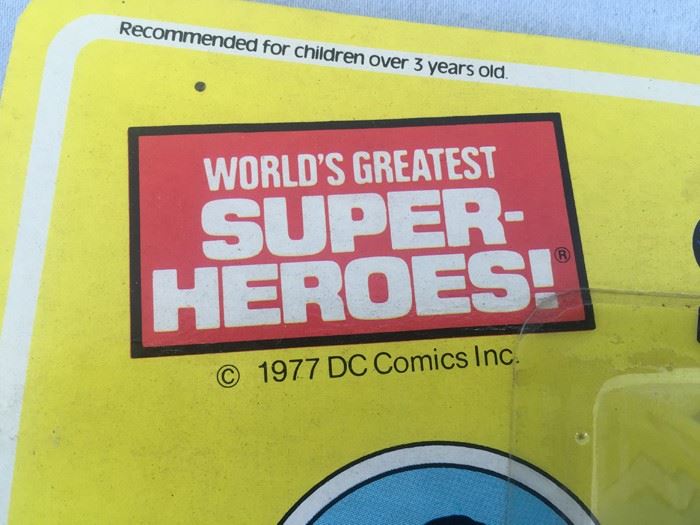 Recommended for children over 3 years old.
WORLD'S GREATEST
SUPER-
HEROES!®
© 1977 DC Comics Inc.